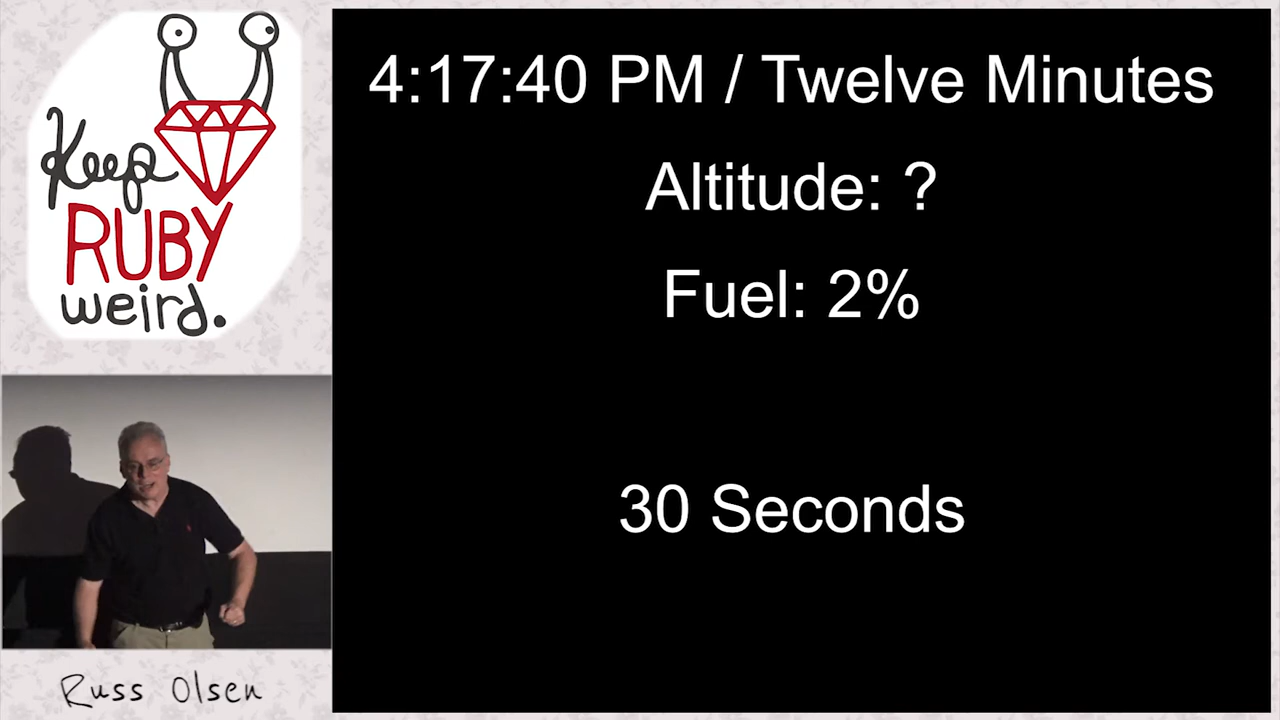 Keep
RUBY
weird.
4:17:40 PM / Twelve Minutes
Altitude: ?
Fuel: 2%
30 Seconds
Russ Olsen